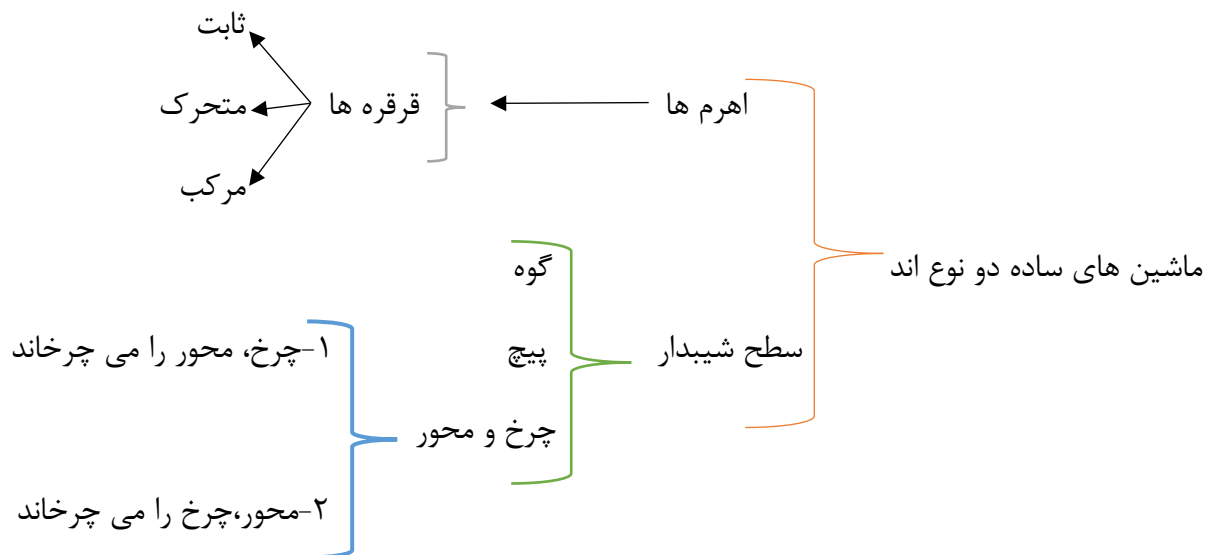 ماشین های ساده دو نوع اند
اهرم ها
قرقره ها
ثابت
متحرک
مرکب
سطح شیبدار
گوه
پیچ
چرخ و محور
۱-چرخ، محور را می چرخاند
۲-محور،چرخ را می چرخاند